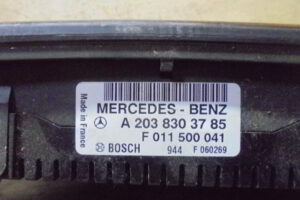 Made in France
MERCEDES - BENZ
A 203 830 37 85
F 011 500 041
BOSCH 944 F 060269